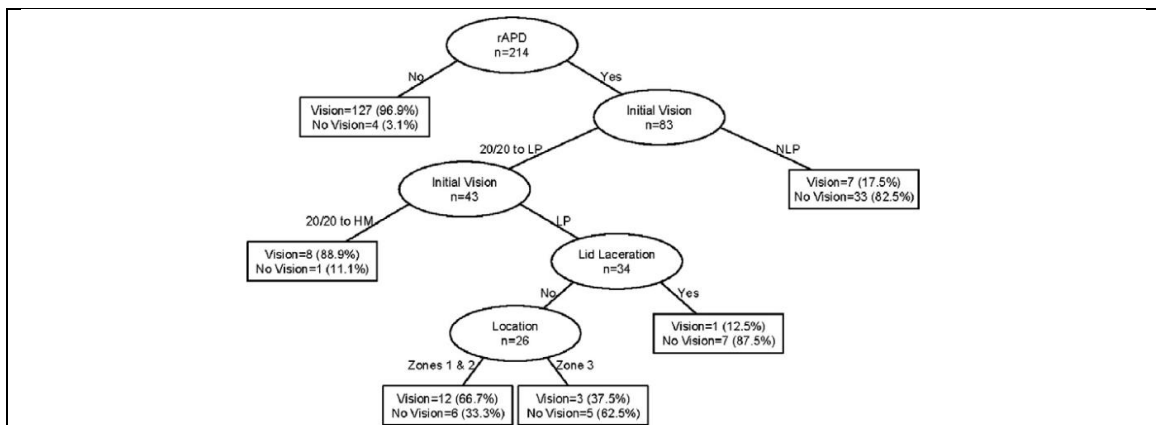 rAPD
n=214
No
Yes
Vision=127 (96.9%)
No Vision=4 (3.1%)
Initial Vision
n=83
20/20 to LP
NLP
Initial Vision
n=43
Vision=7 (17.5%)
No Vision=33 (82.5%)
20/20 to HM
LP
Vision=8 (88.9%)
No Vision=1 (11.1%)
Lid Laceration
n=34
No
Yes
Location
n=26
Vision=1 (12.5%)
No Vision=7 (87.5%)
Zones 1 & 2
Zone 3
Vision=12 (66.7%)
No Vision=6 (33.3%)
Vision=3 (37.5%)
No Vision=5 (62.5%)